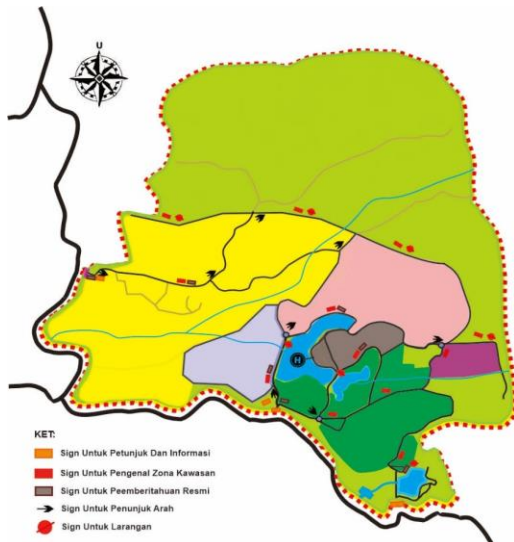 U
H
KET:
Sign Untuk Petunjuk Dan Informasi
Sign Untuk Pengenal Zona Kawasan
Sign Untuk Peemberitahuan Resmi
Sign Untuk Penunjuk Arah
Sign Untuk Larangan